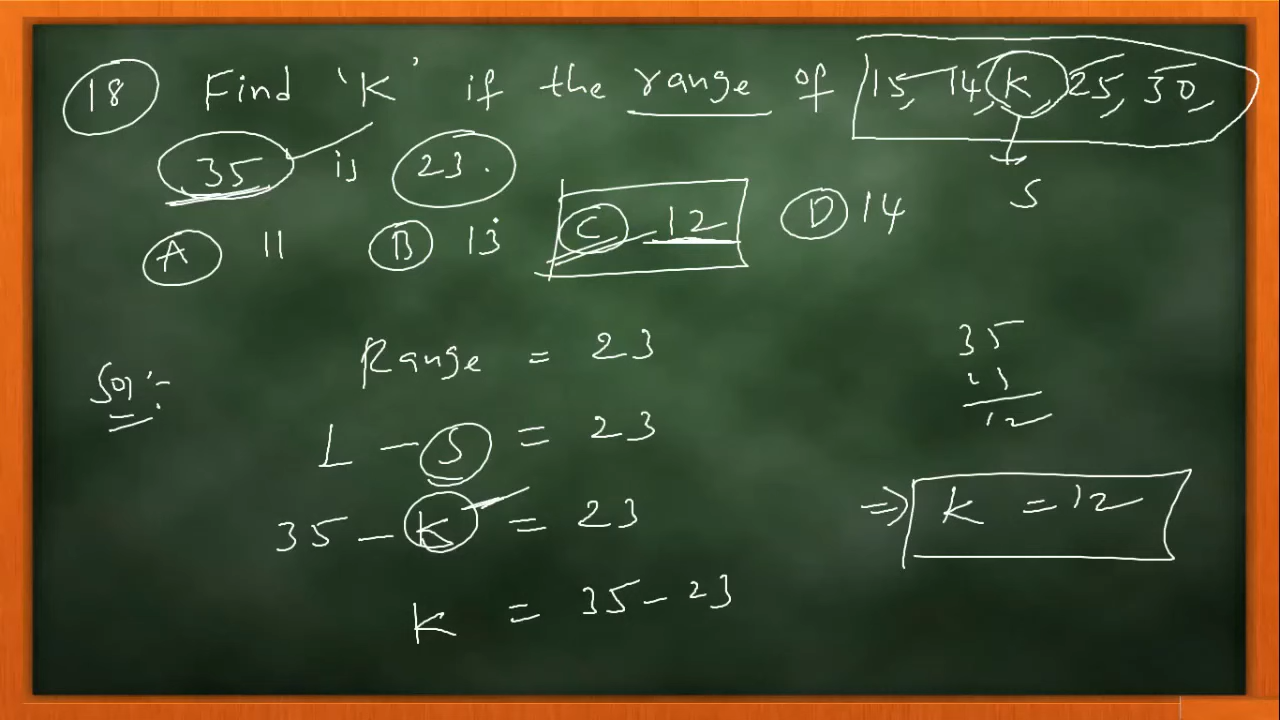 18 Find 'K' if the range of 15, 14, K, 25, 30,
35 is 23.
A 11 B 13 C 12 D 14
S
Sol:-
Range = 23
L - S = 23
35 - K = 23
K = 35 - 23
35
23
12
⇒ K = 12